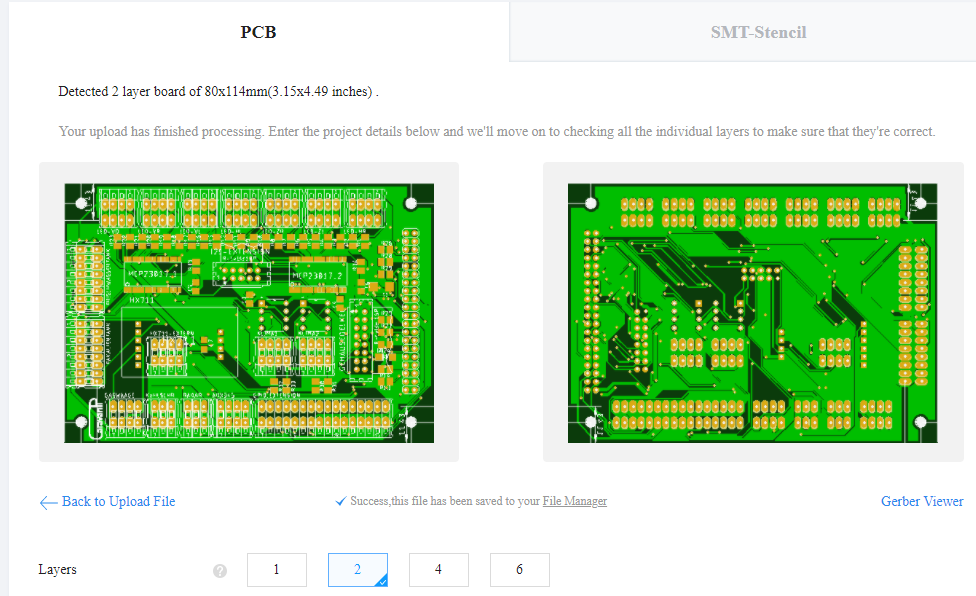 PCB
SMT-Stencil
Detected 2 layer board of 80x114mm(3.15x4.49 inches) .
Your upload has finished processing. Enter the project details below and we'll move on to checking all the individual layers to make sure that they're correct.
MCP23017_1
MCP23017_2
HX711
Back to Upload File
Success,this file has been saved to your File Manager
Gerber Viewer
Layers
?
1
2
4
6